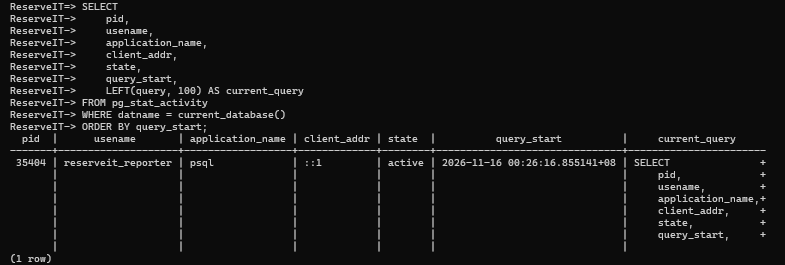 ReserveIT=> SELECT
ReserveIT->     pid,
ReserveIT->     usename,
ReserveIT->     application_name,
ReserveIT->     client_addr,
ReserveIT->     state,
ReserveIT->     query_start,
ReserveIT->     LEFT(query, 100) AS current_query
ReserveIT-> FROM pg_stat_activity
ReserveIT-> WHERE datname = current_database()
ReserveIT-> ORDER BY query_start;
  pid  |      usename       | application_name | client_addr | state  |          query_start          |     current_query
-------+--------------------+------------------+-------------+--------+-------------------------------+-----------------------
 35404 | reserveit_reporter | psql             | ::1         | active | 2026-11-16 00:26:16.855141+08 | SELECT               +
       |                    |                  |             |        |                               |     pid,             +
       |                    |                  |             |        |                               |     usename,         +
       |                    |                  |             |        |                               |     application_name,+
       |                    |                  |             |        |                               |     client_addr,     +
       |                    |                  |             |        |                               |     state,           +
       |                    |                  |             |        |                               |     query_start,     +
       |                    |                  |             |        |                               |
(1 row)